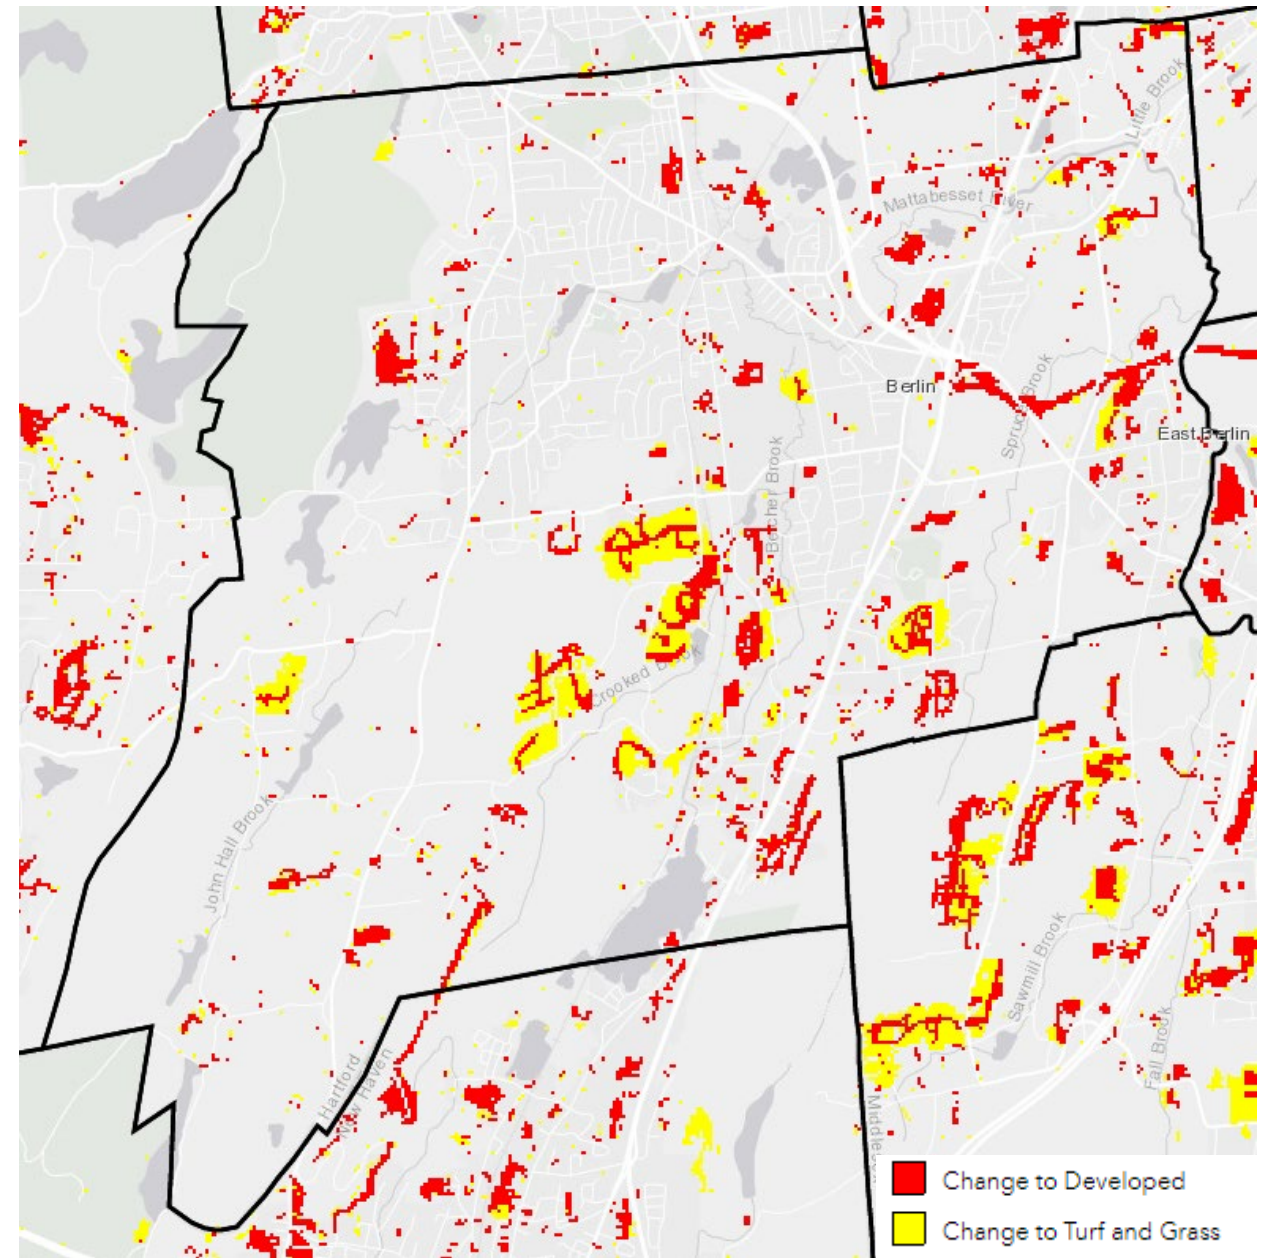 Little Brook
Mattabesset River
Berlin
Spruce Brook
East Berlin
Belcher Brook
Crooked Brook
John Hall Brook
Sawmill Brook
Fall Brook
Hartford
New Haven
Change to Developed
Change to Turf and Grass